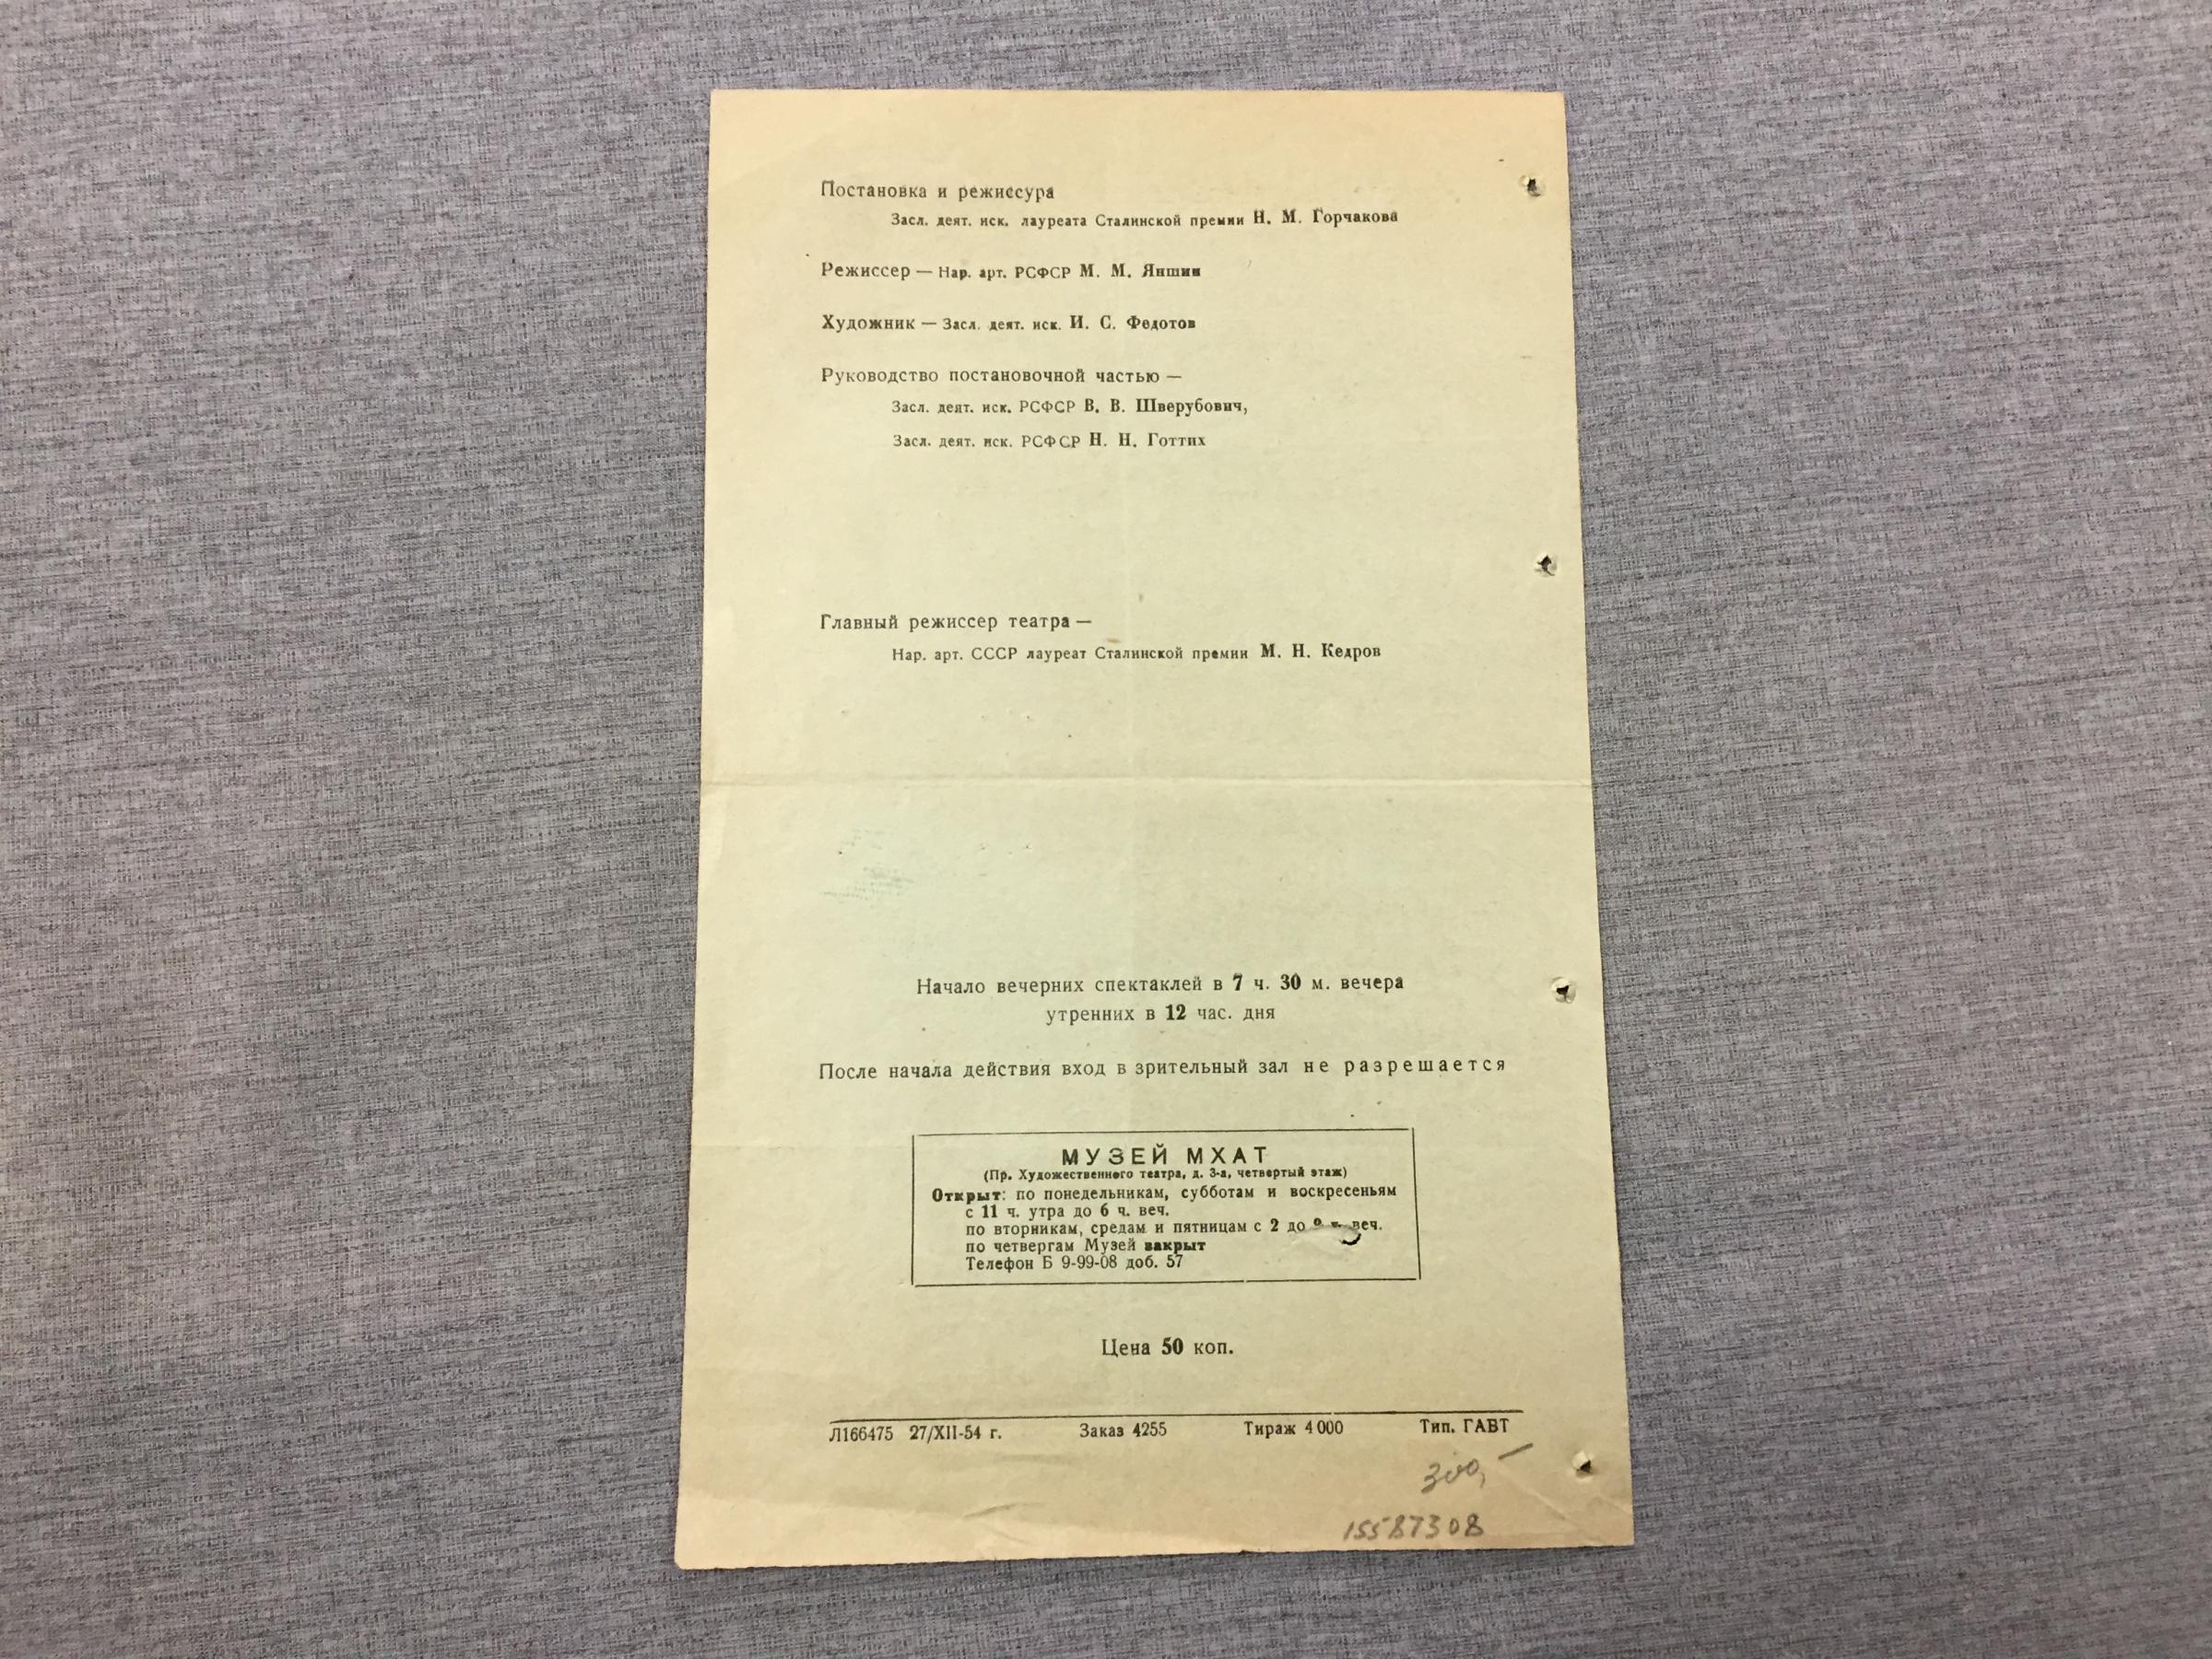 Постановка и режиссура
Засл. деят. иск. лауреата Сталинской премии Н. М. Горчакова
Режиссер — Нар. арт. РСФСР М. М. Яншин
Художник — Засл. деят. иск. И. С. Федотов
Руководство постановочной частью —
Засл. деят. иск. РСФСР В. В. Шверубович,
Засл. деят. иск. РСФСР Н. Н. Готтих
Главный режиссер театра —
Нар. арт. СССР лауреат Сталинской премии М. Н. Кедров
Начало вечерних спектаклей в 7 ч. 30 м. вечера
утренних в 12 час. дня
После начала действия вход в зрительный зал не разрешается
МУЗЕЙ МХАТ
(Пр. Художественного театра, д. 3-а, четвертый этаж)
Открыт: по понедельникам, субботам и воскресеньям
с 11 ч. утра до 6 ч. веч.
по вторникам, средам и пятницам с 2 до веч.
по четвергам Музей закрыт
Телефон Б 9-99-08 доб. 57
Цена 50 коп.
Л166475 27/XII-54 г. Заказ 4255 Тираж 4000 Тип. ГАВТ
300,—
15587308